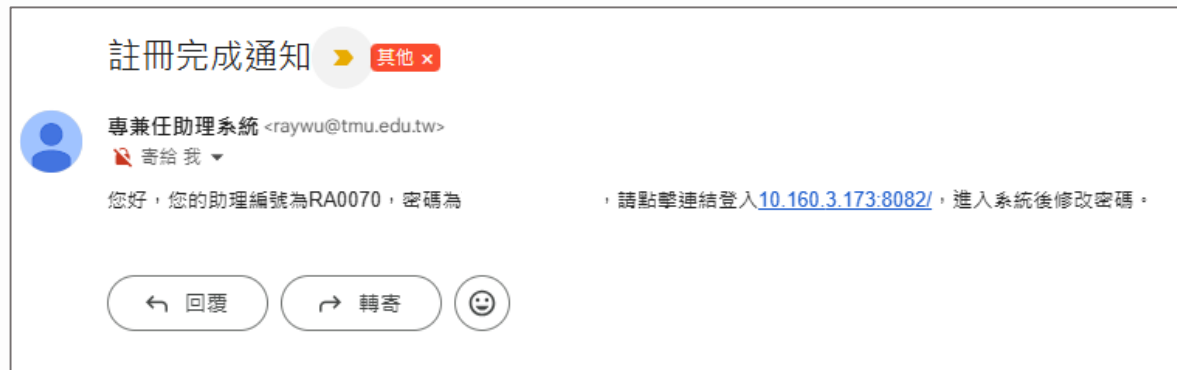 註冊完成通知 其他 ×
專兼任助理系統 <raywu@tmu.edu.tw>
寄給 我
您好，您的助理編號為RA0070，密碼為 ，請點擊連結登入10.160.3.173:8082/，進入系統後修改密碼。
回覆 轉寄